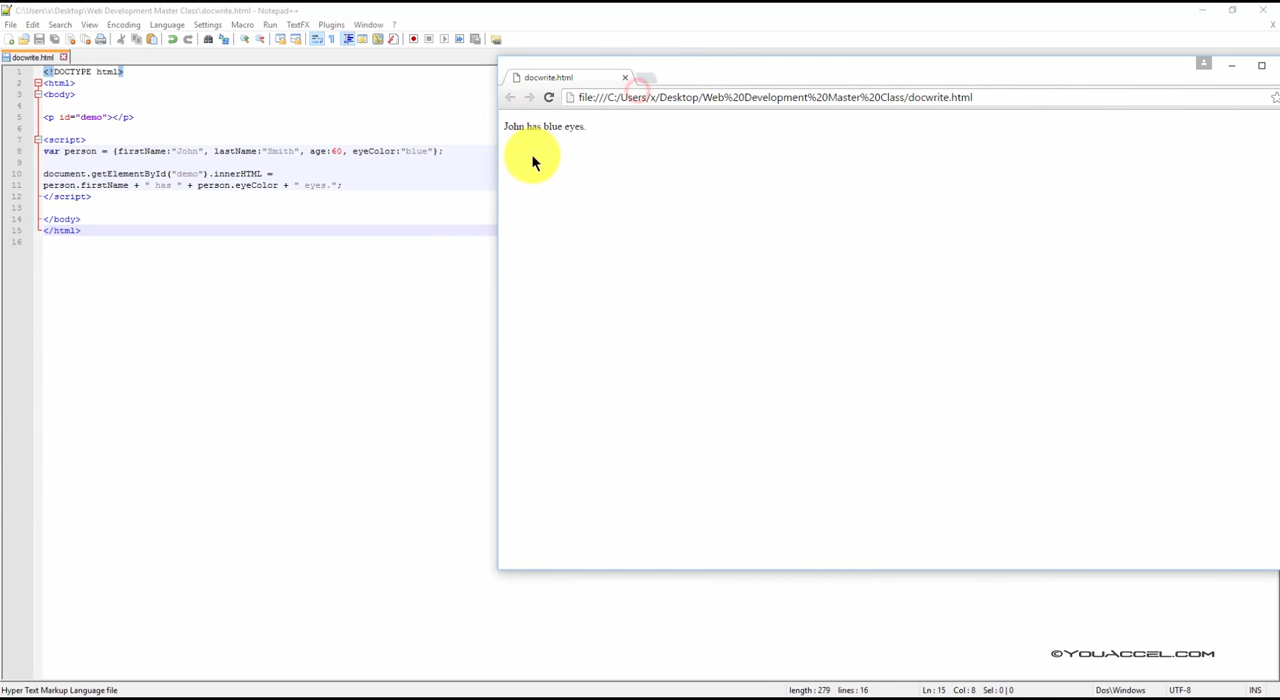 C:\Users\x\Desktop\Web Development Master Class\docwrite.html - Notepad++
File Edit Search View Encoding Language Settings Macro Run TextFX Plugins Window ?
X
docwrite.html
1 <!DOCTYPE html>
2 <html>
3 <body>
4
5 <p id="demo"></p>
6
7 <script>
8 var person = {firstName:"John", lastName:"Smith", age:60, eyeColor:"blue"};
9
10 document.getElementById("demo").innerHTML =
11 person.firstName + " has " + person.eyeColor + " eyes.";
12 </script>
13
14 </body>
15 </html>
16
docwrite.html
file:///C:/Users/x/Desktop/Web%20Development%20Master%20Class/docwrite.html
John has blue eyes.
©YOUACCEL.COM
Hyper Text Markup Language file length : 279 lines : 16 Ln : 15 Col : 8 Sel : 0 | 0 Dos\Windows UTF-8 INS